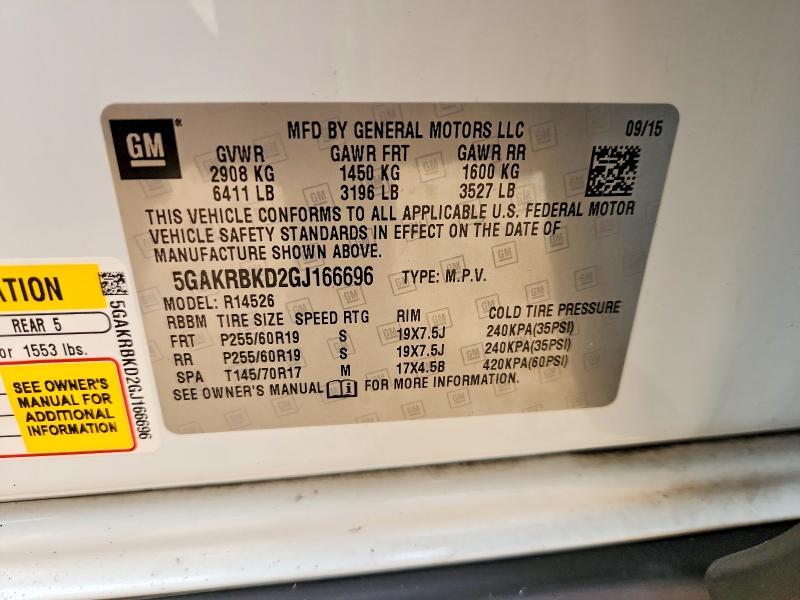 GM
MFD BY GENERAL MOTORS LLC 09/15
GVWR GAWR FRT GAWR RR
2908 KG 1450 KG 1600 KG
6411 LB 3196 LB 3527 LB
THIS VEHICLE CONFORMS TO ALL APPLICABLE U.S. FEDERAL MOTOR
VEHICLE SAFETY STANDARDS IN EFFECT ON THE DATE OF
MANUFACTURE SHOWN ABOVE.
5GAKRBKD2GJ166696 TYPE: M.P.V.
MODEL: R14526
RBBM TIRE SIZE SPEED RTG RIM COLD TIRE PRESSURE
FRT P255/60R19 S 19X7.5J 240KPA(35PSI)
RR P255/60R19 S 19X7.5J 240KPA(35PSI)
SPA T145/70R17 M 17X4.5B 420KPA(60PSI)
SEE OWNER'S MANUAL FOR MORE INFORMATION.
ATION
REAR 5
or 1553 lbs.
SEE OWNER'S
MANUAL FOR
ADDITIONAL
INFORMATION
5GAKRBKD2GJ166696